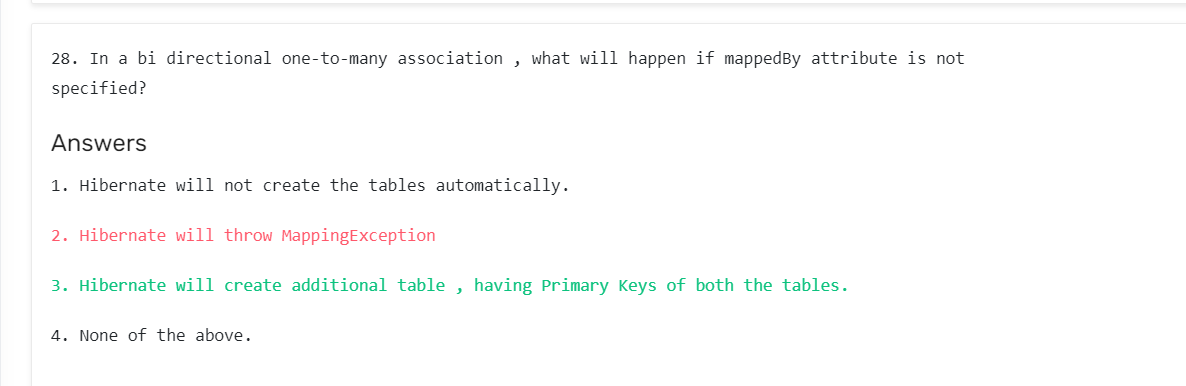 28. In a bi directional one-to-many association , what will happen if mappedBy attribute is not
specified?
Answers
1. Hibernate will not create the tables automatically.
2. Hibernate will throw MappingException
3. Hibernate will create additional table , having Primary Keys of both the tables.
4. None of the above.